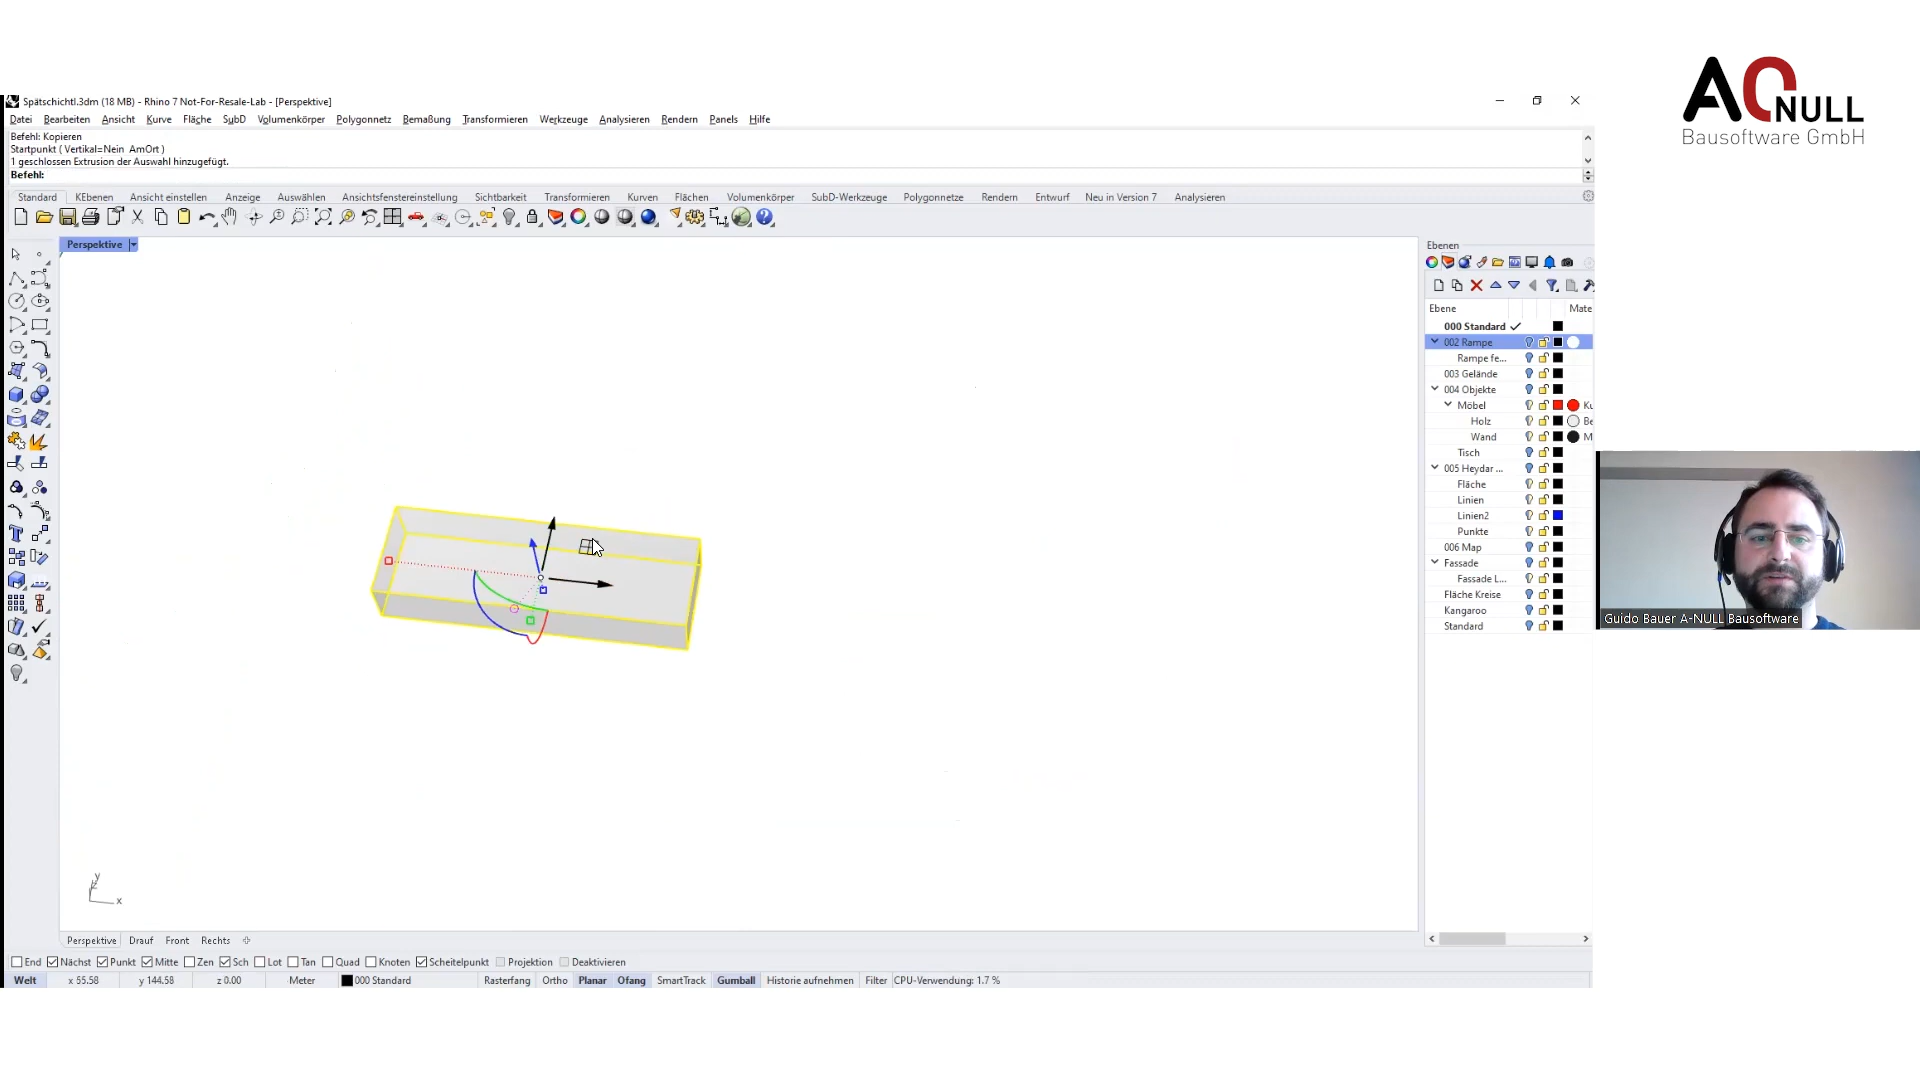 AONULL
Bausoftware GmbH
Spätschichtl.3dm (18 MB) - Rhino 7 Not-For-Resale-Lab - [Perspektive]
Datei Bearbeiten Ansicht Kurve Fläche SubD Volumenkörper Polygonnetz Bemaßung Transformieren Werkzeuge Analysieren Rendern Panels Hilfe
Befehl: Kopieren
Startpunkt ( Vertikal=Nein AmOrt )
1 geschlossen Extrusion der Auswahl hinzugefügt.
Befehl:
Standard KEbenen Ansicht einstellen Anzeige Auswählen Ansichtsfenstereinstellung Sichtbarkeit Transformieren Kurven Flächen Volumenkörper SubD-Werkzeuge Polygonnetze Rendern Entwurf Neu in Version 7 Analysieren
Perspektive
Ebenen
Ebene Mate
000 Standard
002 Rampe
Rampe fe...
003 Gelände
004 Objekte
Möbel Ku
Holz Be
Wand M
Tisch
005 Heydar ...
Fläche
Linien
Linien2
Punkte
006 Map
Fassade
Fassade L...
Fläche Kreise
Kangaroo
Standard
Guido Bauer A-NULL Bausoftware
y
z
x
Perspektive Drauf Front Rechts
End Nächst Punkt Mitte Zen Sch Lot Tan Quad Knoten Scheitelpunkt Projektion Deaktivieren
Welt x 55.58 y 144.58 z 0.00 Meter 000 Standard Rasterfang Ortho Planar Ofang SmartTrack Gumball Historie aufnehmen Filter CPU-Verwendung: 1.7 %